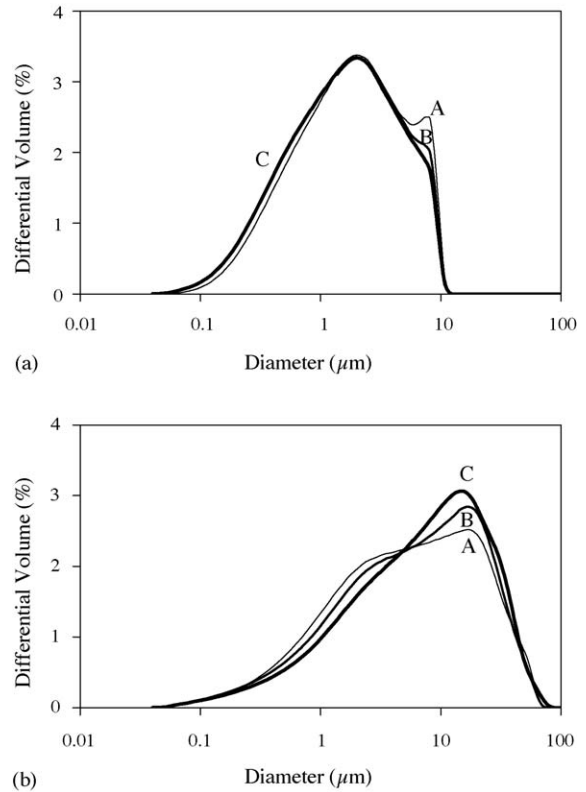 4
3
2
1
0
Differential Volume (%)
A
B
C
0.01 0.1 1 10 100
Diameter (µm)
(a)
4
3
2
1
0
Differential Volume (%)
C
B
A
0.01 0.1 1 10 100
Diameter (µm)
(b)